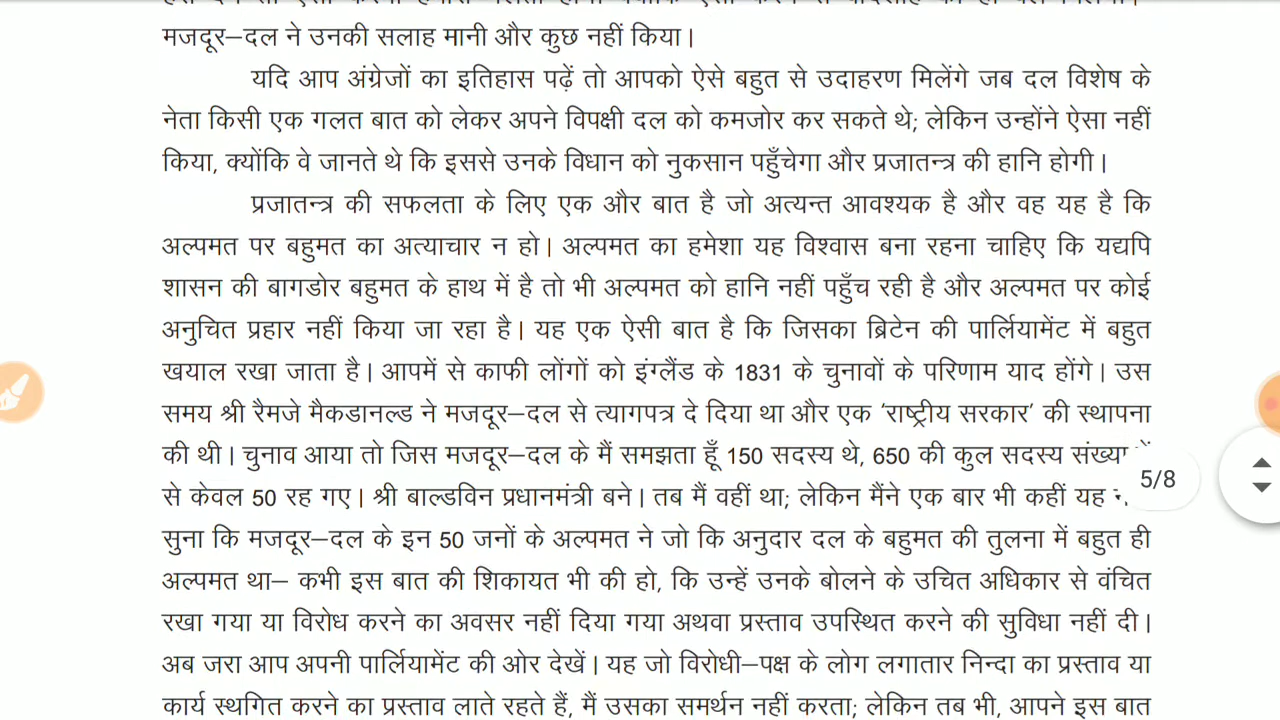 मजदूर–दल ने उनकी सलाह मानी और कुछ नहीं किया।
यदि आप अंग्रेजों का इतिहास पढ़ें तो आपको ऐसे बहुत से उदाहरण मिलेंगे जब दल विशेष के
नेता किसी एक गलत बात को लेकर अपने विपक्षी दल को कमजोर कर सकते थे; लेकिन उन्होंने ऐसा नहीं
किया, क्योंकि वे जानते थे कि इससे उनके विधान को नुकसान पहुँचेगा और प्रजातन्त्र की हानि होगी।
प्रजातन्त्र की सफलता के लिए एक और बात है जो अत्यन्त आवश्यक है और वह यह है कि
अल्पमत पर बहुमत का अत्याचार न हो। अल्पमत का हमेशा यह विश्वास बना रहना चाहिए कि यद्यपि
शासन की बागडोर बहुमत के हाथ में है तो भी अल्पमत को हानि नहीं पहुँच रही है और अल्पमत पर कोई
अनुचित प्रहार नहीं किया जा रहा है। यह एक ऐसी बात है कि जिसका ब्रिटेन की पार्लियामेंट में बहुत
खयाल रखा जाता है। आपमें से काफी लोंगों को इंग्लैंड के 1831 के चुनावों के परिणाम याद होंगे। उस
समय श्री रैमजे मैकडानल्ड ने मजदूर–दल से त्यागपत्र दे दिया था और एक ‘राष्ट्रीय सरकार’ की स्थापना
की थी। चुनाव आया तो जिस मजदूर–दल के मैं समझता हूँ 150 सदस्य थे, 650 की कुल सदस्य
से केवल 50 रह गए। श्री बाल्डविन प्रधानमंत्री बने। तब मैं वहीं था; लेकिन मैंने एक बार भी कहीं यह
5/8
सुना कि मजदूर–दल के इन 50 जनों के अल्पमत ने जो कि अनुदार दल के बहुमत की तुलना में बहुत ही
अल्पमत था– कभी इस बात की शिकायत भी की हो, कि उन्हें उनके बोलने के उचित अधिकार से वंचित
रखा गया या विरोध करने का अवसर नहीं दिया गया अथवा प्रस्ताव उपस्थित करने की सुविधा नहीं दी।
अब जरा आप अपनी पार्लियामेंट की ओर देखें। यह जो विरोधी–पक्ष के लोग लगातार निन्दा का प्रस्ताव या
कार्य स्थगित करने का प्रस्ताव लाते रहते हैं, मैं उसका समर्थन नहीं करता; लेकिन तब भी, आपने इस बात